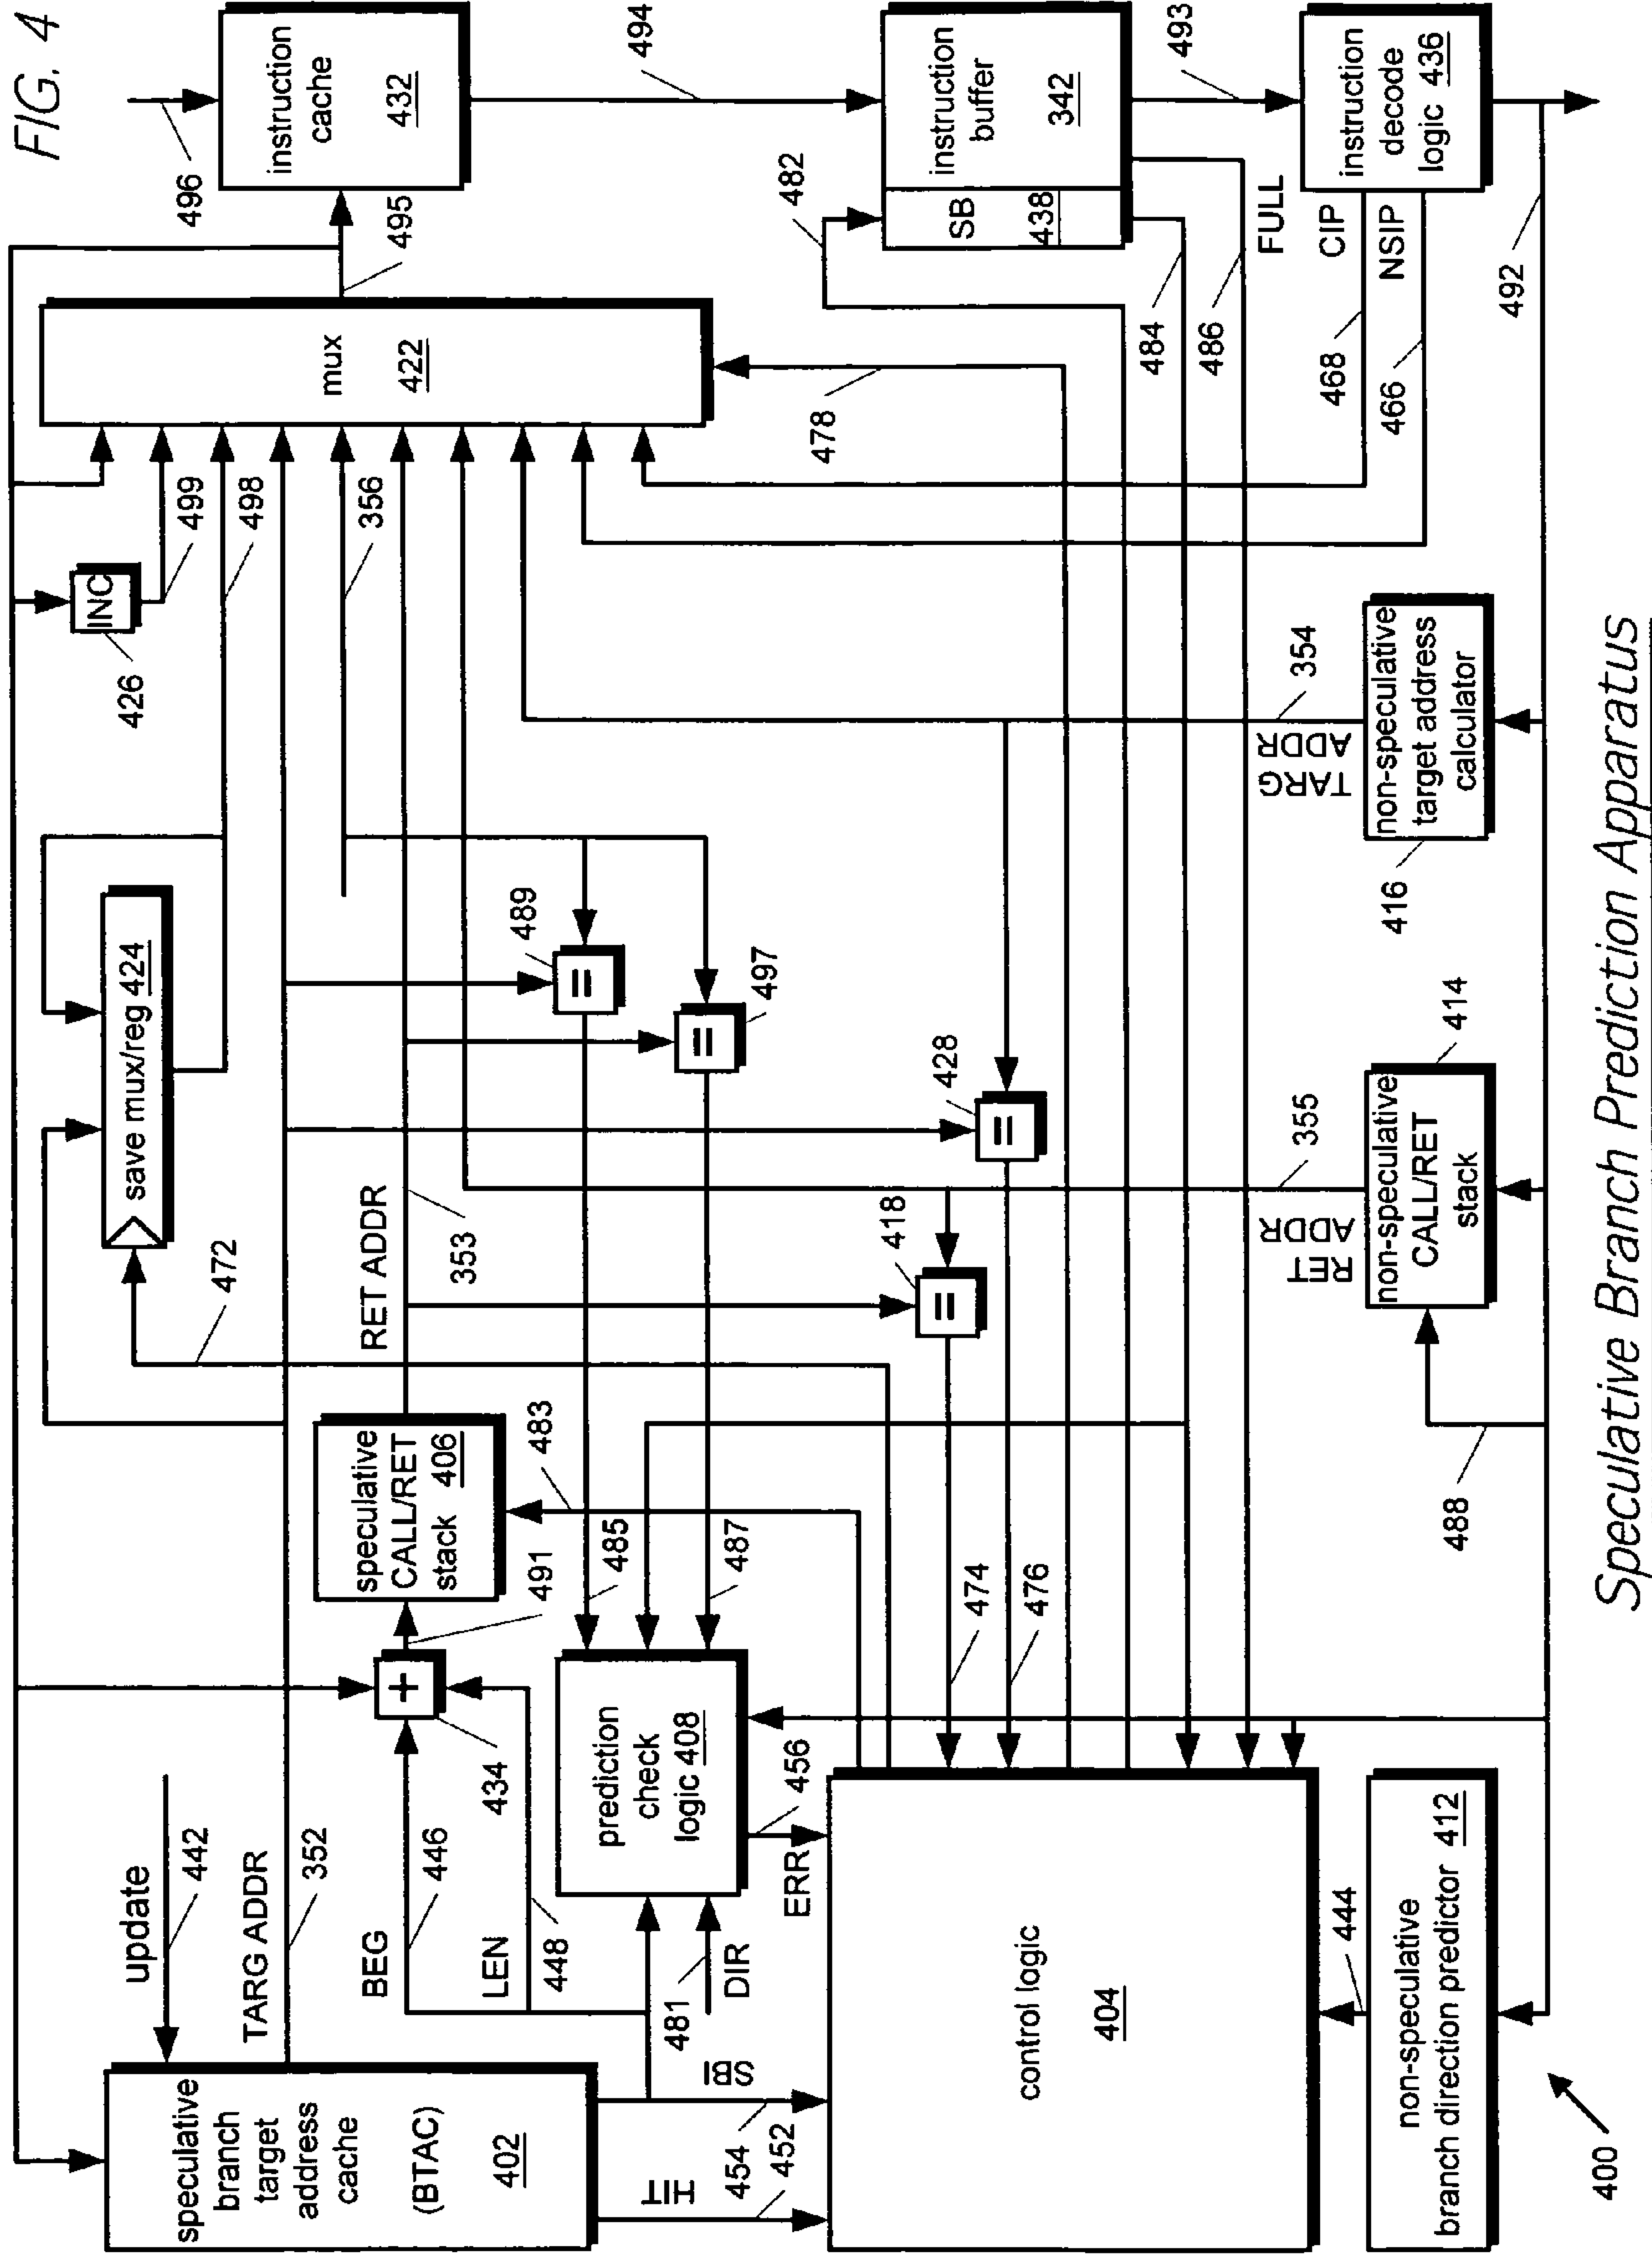 FIG. 4
496
instruction
cache
432
494
482
instruction
buffer
342
SB
438
493
instruction
decode
logic 436
495
mux
422
478
484
486
FULL
CIP
NSIP
468
466
492
INC
426
499
498
356
save mux/reg 424
472
489
=
497
=
428
=
418
=
RET ADDR
353
TARG
ADDR
354
non-speculative
target address
calculator
416
RET
ADDR
355
non-speculative
CALL/RET
stack
414
488
speculative
CALL/RET
stack 406
483
491
485
487
474
476
+
434
update
442
TARG ADDR
352
BEG
446
LEN
448
prediction
check
logic 408
456
ERR
481
DIR
speculative
branch
target
address
cache
(BTAC)
402
SBI
454
HIT
452
control logic
404
444
non-speculative
branch direction predictor 412
400
Speculative Branch Prediction Apparatus